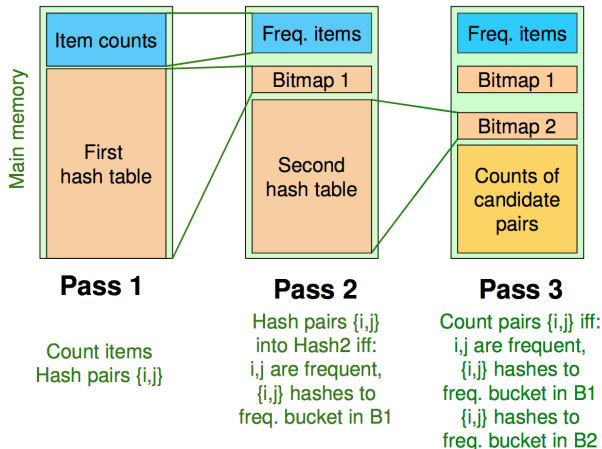 Main memory
Item counts
First
hash table
Pass 1
Count items
Hash pairs {i,j}
Freq. items
Bitmap 1
Second
hash table
Pass 2
Hash pairs {i,j}
into Hash2 iff:
i,j are frequent,
{i,j} hashes to
freq. bucket in B1
Freq. items
Bitmap 1
Bitmap 2
Counts of
candidate
pairs
Pass 3
Count pairs {i,j} iff:
i,j are frequent,
{i,j} hashes to
freq. bucket in B1
{i,j} hashes to
freq. bucket in B2